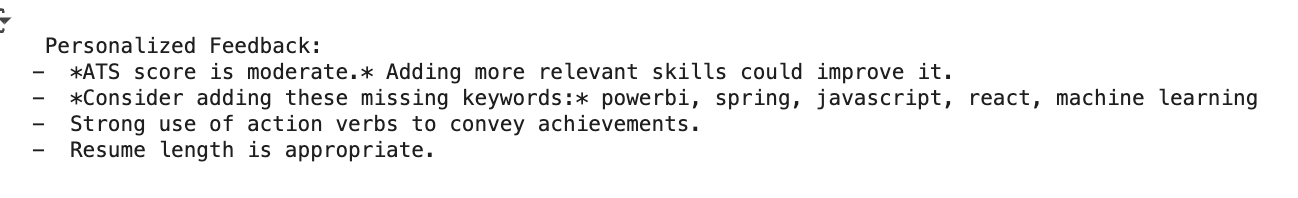 Personalized Feedback:
- *ATS score is moderate.* Adding more relevant skills could improve it.
- *Consider adding these missing keywords:* powerbi, spring, javascript, react, machine learning
- Strong use of action verbs to convey achievements.
- Resume length is appropriate.